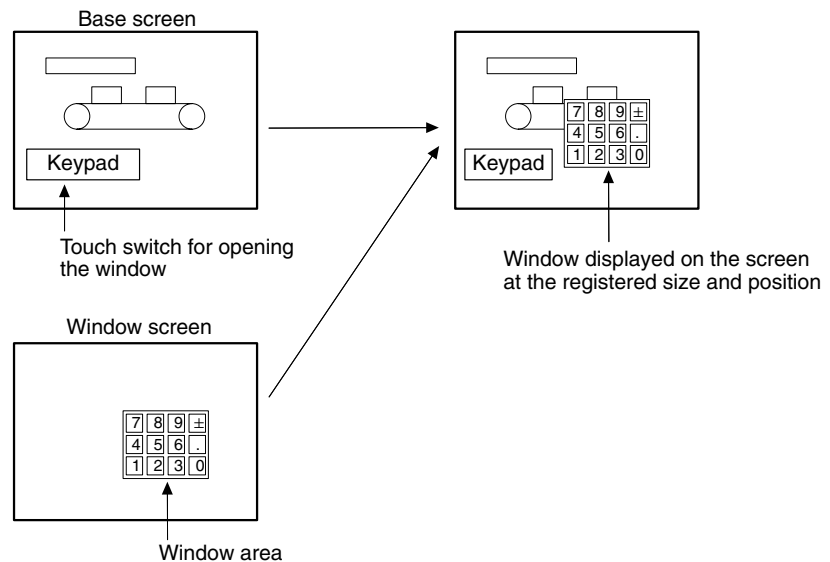 Base screen
Keypad
Touch switch for opening
the window
7 8 9 ±
4 5 6 .
1 2 3 0
Keypad
Window displayed on the screen
at the registered size and position
Window screen
7 8 9 ±
4 5 6 .
1 2 3 0
Window area